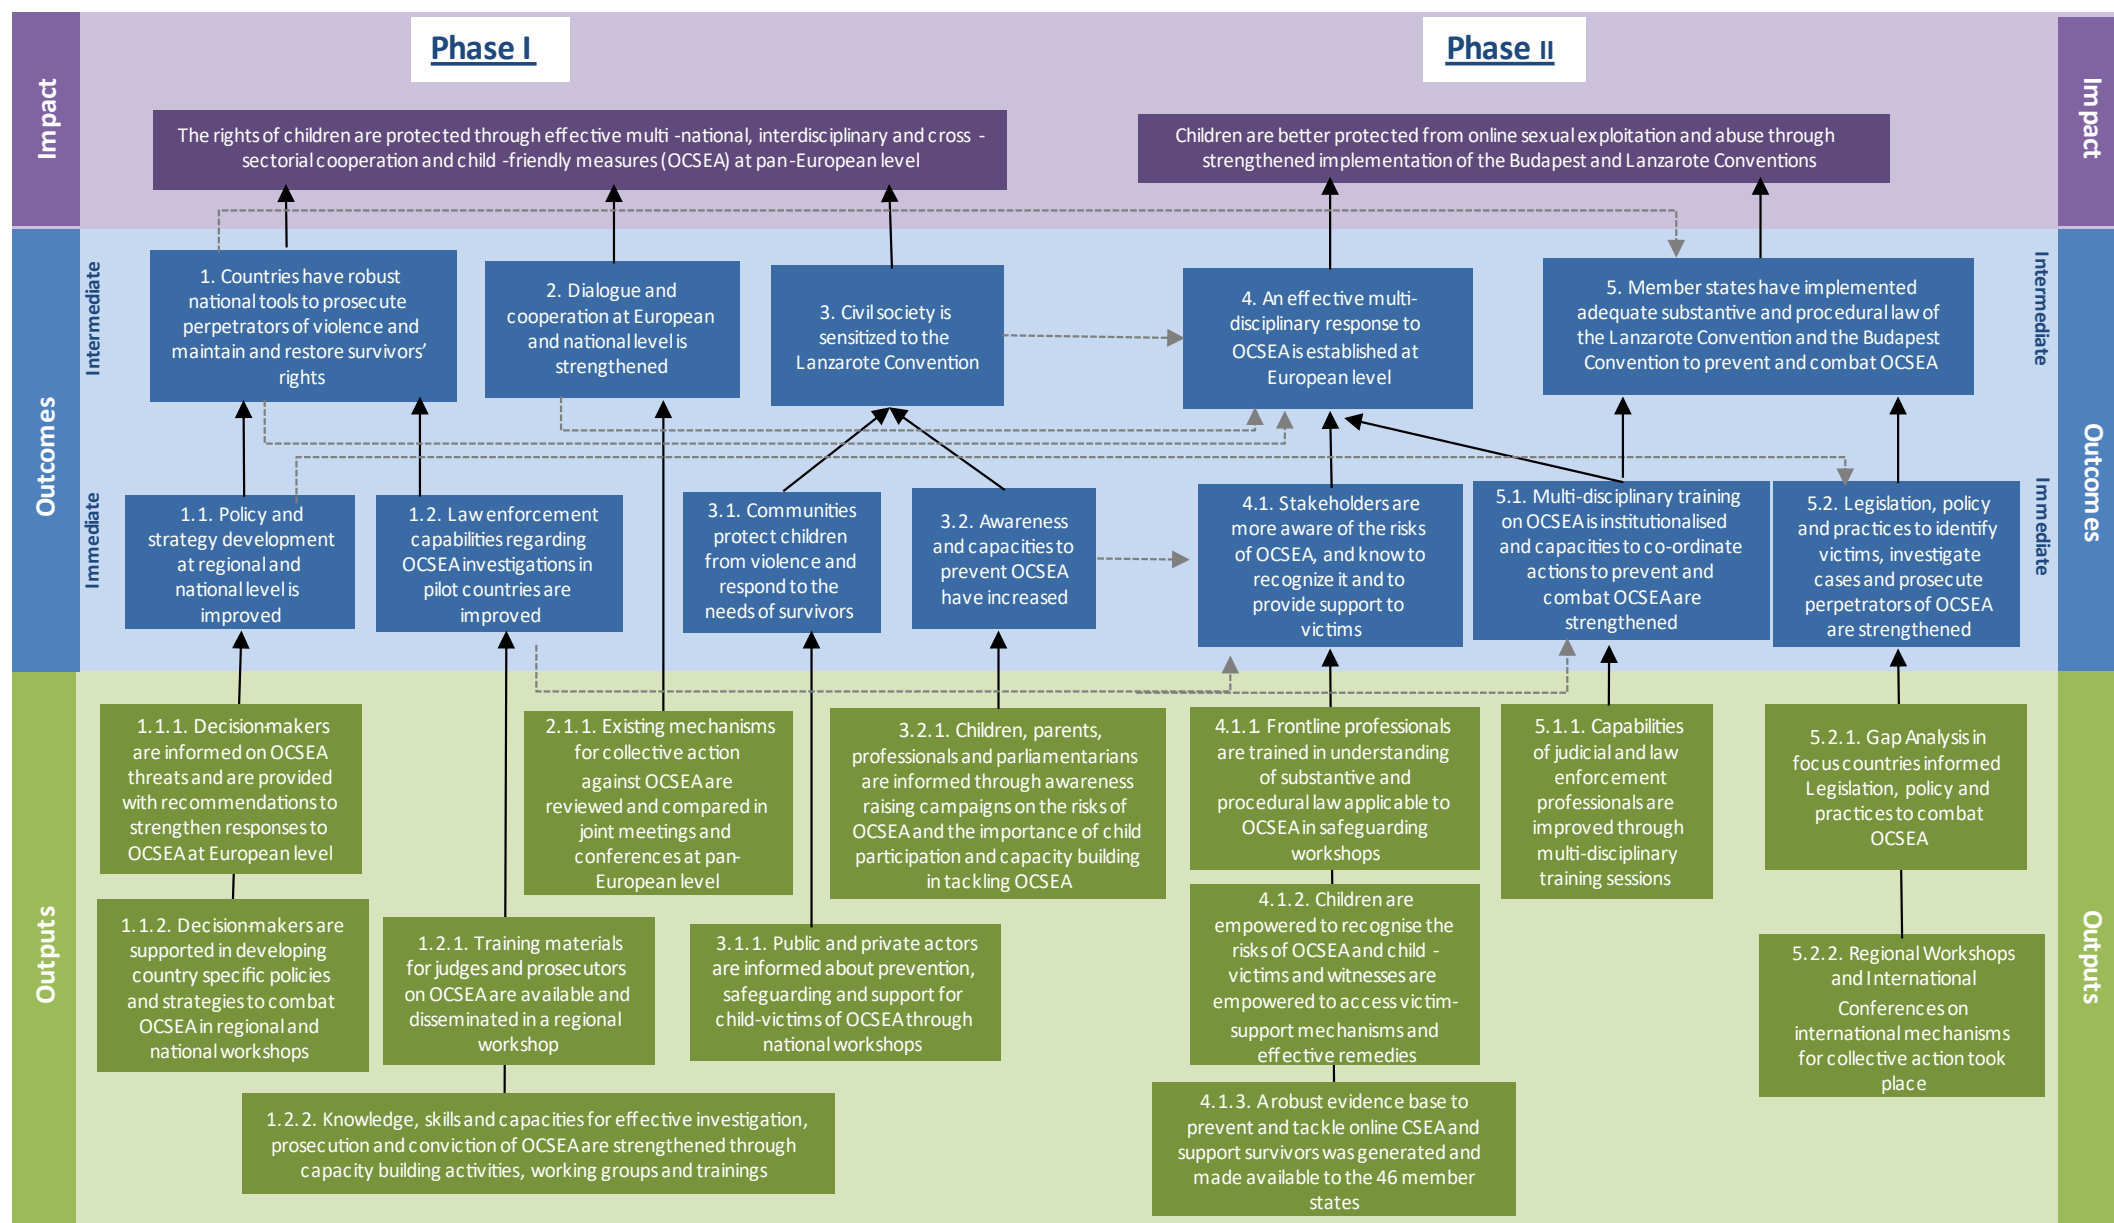 Phase I
Phase II
Impact
Impact
The rights of children are protected through effective multi -national, interdisciplinary and cross -
sectorial cooperation and child -friendly measures (OCSEA) at pan-European level
Children are better protected from online sexual exploitation and abuse through
strengthened implementation of the Budapest and Lanzarote Conventions
Outcomes
Intermediate
Immediate
1. Countries have robust
national tools to prosecute
perpetrators of violence and
maintain and restore survivors’
rights
2. Dialogue and
cooperation at European
and national level is
strengthened
3. Civil society is
sensitized to the
Lanzarote Convention
4. An effective multi-
disciplinary response to
OCSEA is established at
European level
5. Member states have implemented
adequate substantive and procedural law of
the Lanzarote Convention and the Budapest
Convention to prevent and combat OCSEA
Intermediate
Immediate
Outcomes
1.1. Policy and
strategy development
at regional and
national level is
improved
1.2. Law enforcement
capabilities regarding
OCSEA investigations in
pilot countries are
improved
3.1. Communities
protect children
from violence and
respond to the
needs of survivors
3.2. Awareness
and capacities to
prevent OCSEA
have increased
4.1. Stakeholders are
more aware of the risks
of OCSEA, and know to
recognize it and to
provide support to
victims
5.1. Multi-disciplinary training
on OCSEA is institutionalised
and capacities to co-ordinate
actions to prevent and
combat OCSEA are
strengthened
5.2. Legislation, policy
and practices to identify
victims, investigate
cases and prosecute
perpetrators of OCSEA
are strengthened
Outputs
Outputs
1.1.1. Decision-makers
are informed on OCSEA
threats and are provided
with recommendations to
strengthen responses to
OCSEA at European level
2.1.1. Existing mechanisms
for collective action
against OCSEA are
reviewed and compared in
joint meetings and
conferences at pan-
European level
3.2.1. Children, parents,
professionals and parliamentarians
are informed through awareness
raising campaigns on the risks of
OCSEA and the importance of child
participation and capacity building
in tackling OCSEA
4.1.1. Frontline professionals
are trained in understanding
of substantive and
procedural law applicable to
OCSEA in safeguarding
workshops
5.1.1. Capabilities
of judicial and law
enforcement
professionals are
improved through
multi-disciplinary
training sessions
5.2.1. Gap Analysis in
focus countries informed
Legislation, policy and
practices to combat
OCSEA
1.1.2. Decision-makers are
supported in developing
country specific policies
and strategies to combat
OCSEA in regional and
national workshops
1.2.1. Training materials
for judges and prosecutors
on OCSEA are available and
disseminated in a regional
workshop
3.1.1. Public and private actors
are informed about prevention,
safeguarding and support for
child-victims of OCSEA through
national workshops
4.1.2. Children are
empowered to recognise the
risks of OCSEA and child -
victims and witnesses are
empowered to access victim-
support mechanisms and
effective remedies
5.2.2. Regional Workshops
and International
Conferences on
international mechanisms
for collective action took
place
1.2.2. Knowledge, skills and capacities for effective investigation,
prosecution and conviction of OCSEA are strengthened through
capacity building activities, working groups and trainings
4.1.3. A robust evidence base to
prevent and tackle online CSEA and
support survivors was generated and
made available to the 46 member
states